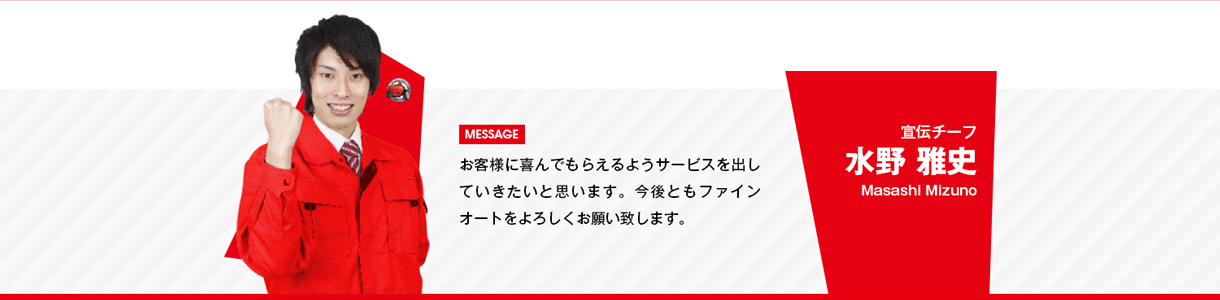 MESSAGE
お客様に喜んでもらえるようサービスを出し
ていきたいと思います。今後ともファイン
オートをよろしくお願い致します。
宣伝チーフ
水野 雅史
Masashi Mizuno